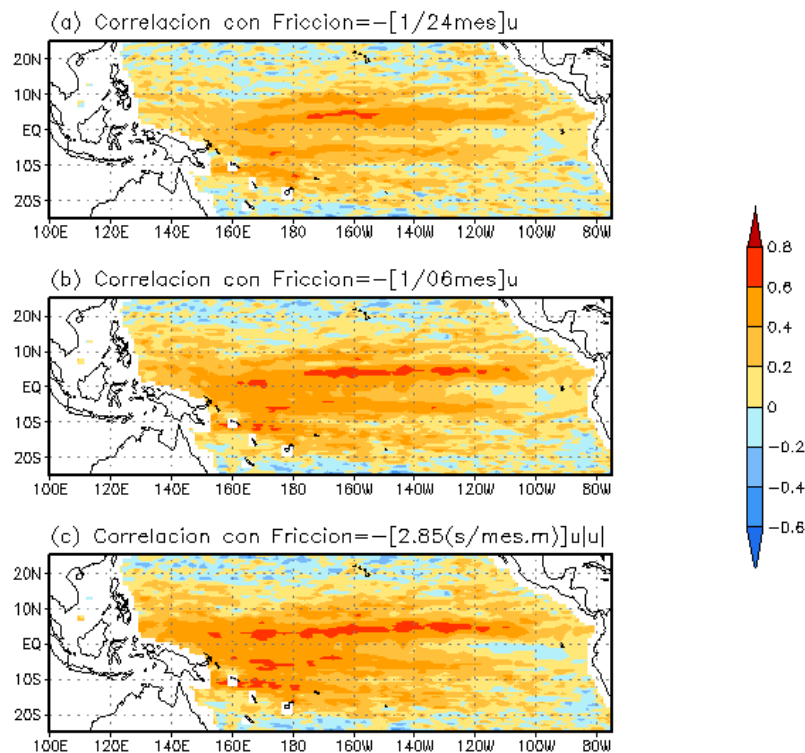 (a) Correlacion con Friccion=-[1/24mes]u
20N
10N
EQ
10S
20S
100E 120E 140E 160E 180 160W 140W 120W 100W 80W
(b) Correlacion con Friccion=-[1/06mes]u
20N
10N
EQ
10S
20S
100E 120E 140E 160E 180 160W 140W 120W 100W 80W
(c) Correlacion con Friccion=-[2.85(s/mes.m)]u|u|
20N
10N
EQ
10S
20S
100E 120E 140E 160E 180 160W 140W 120W 100W 80W
0.8
0.6
0.4
0.2
0
-0.2
-0.4
-0.6